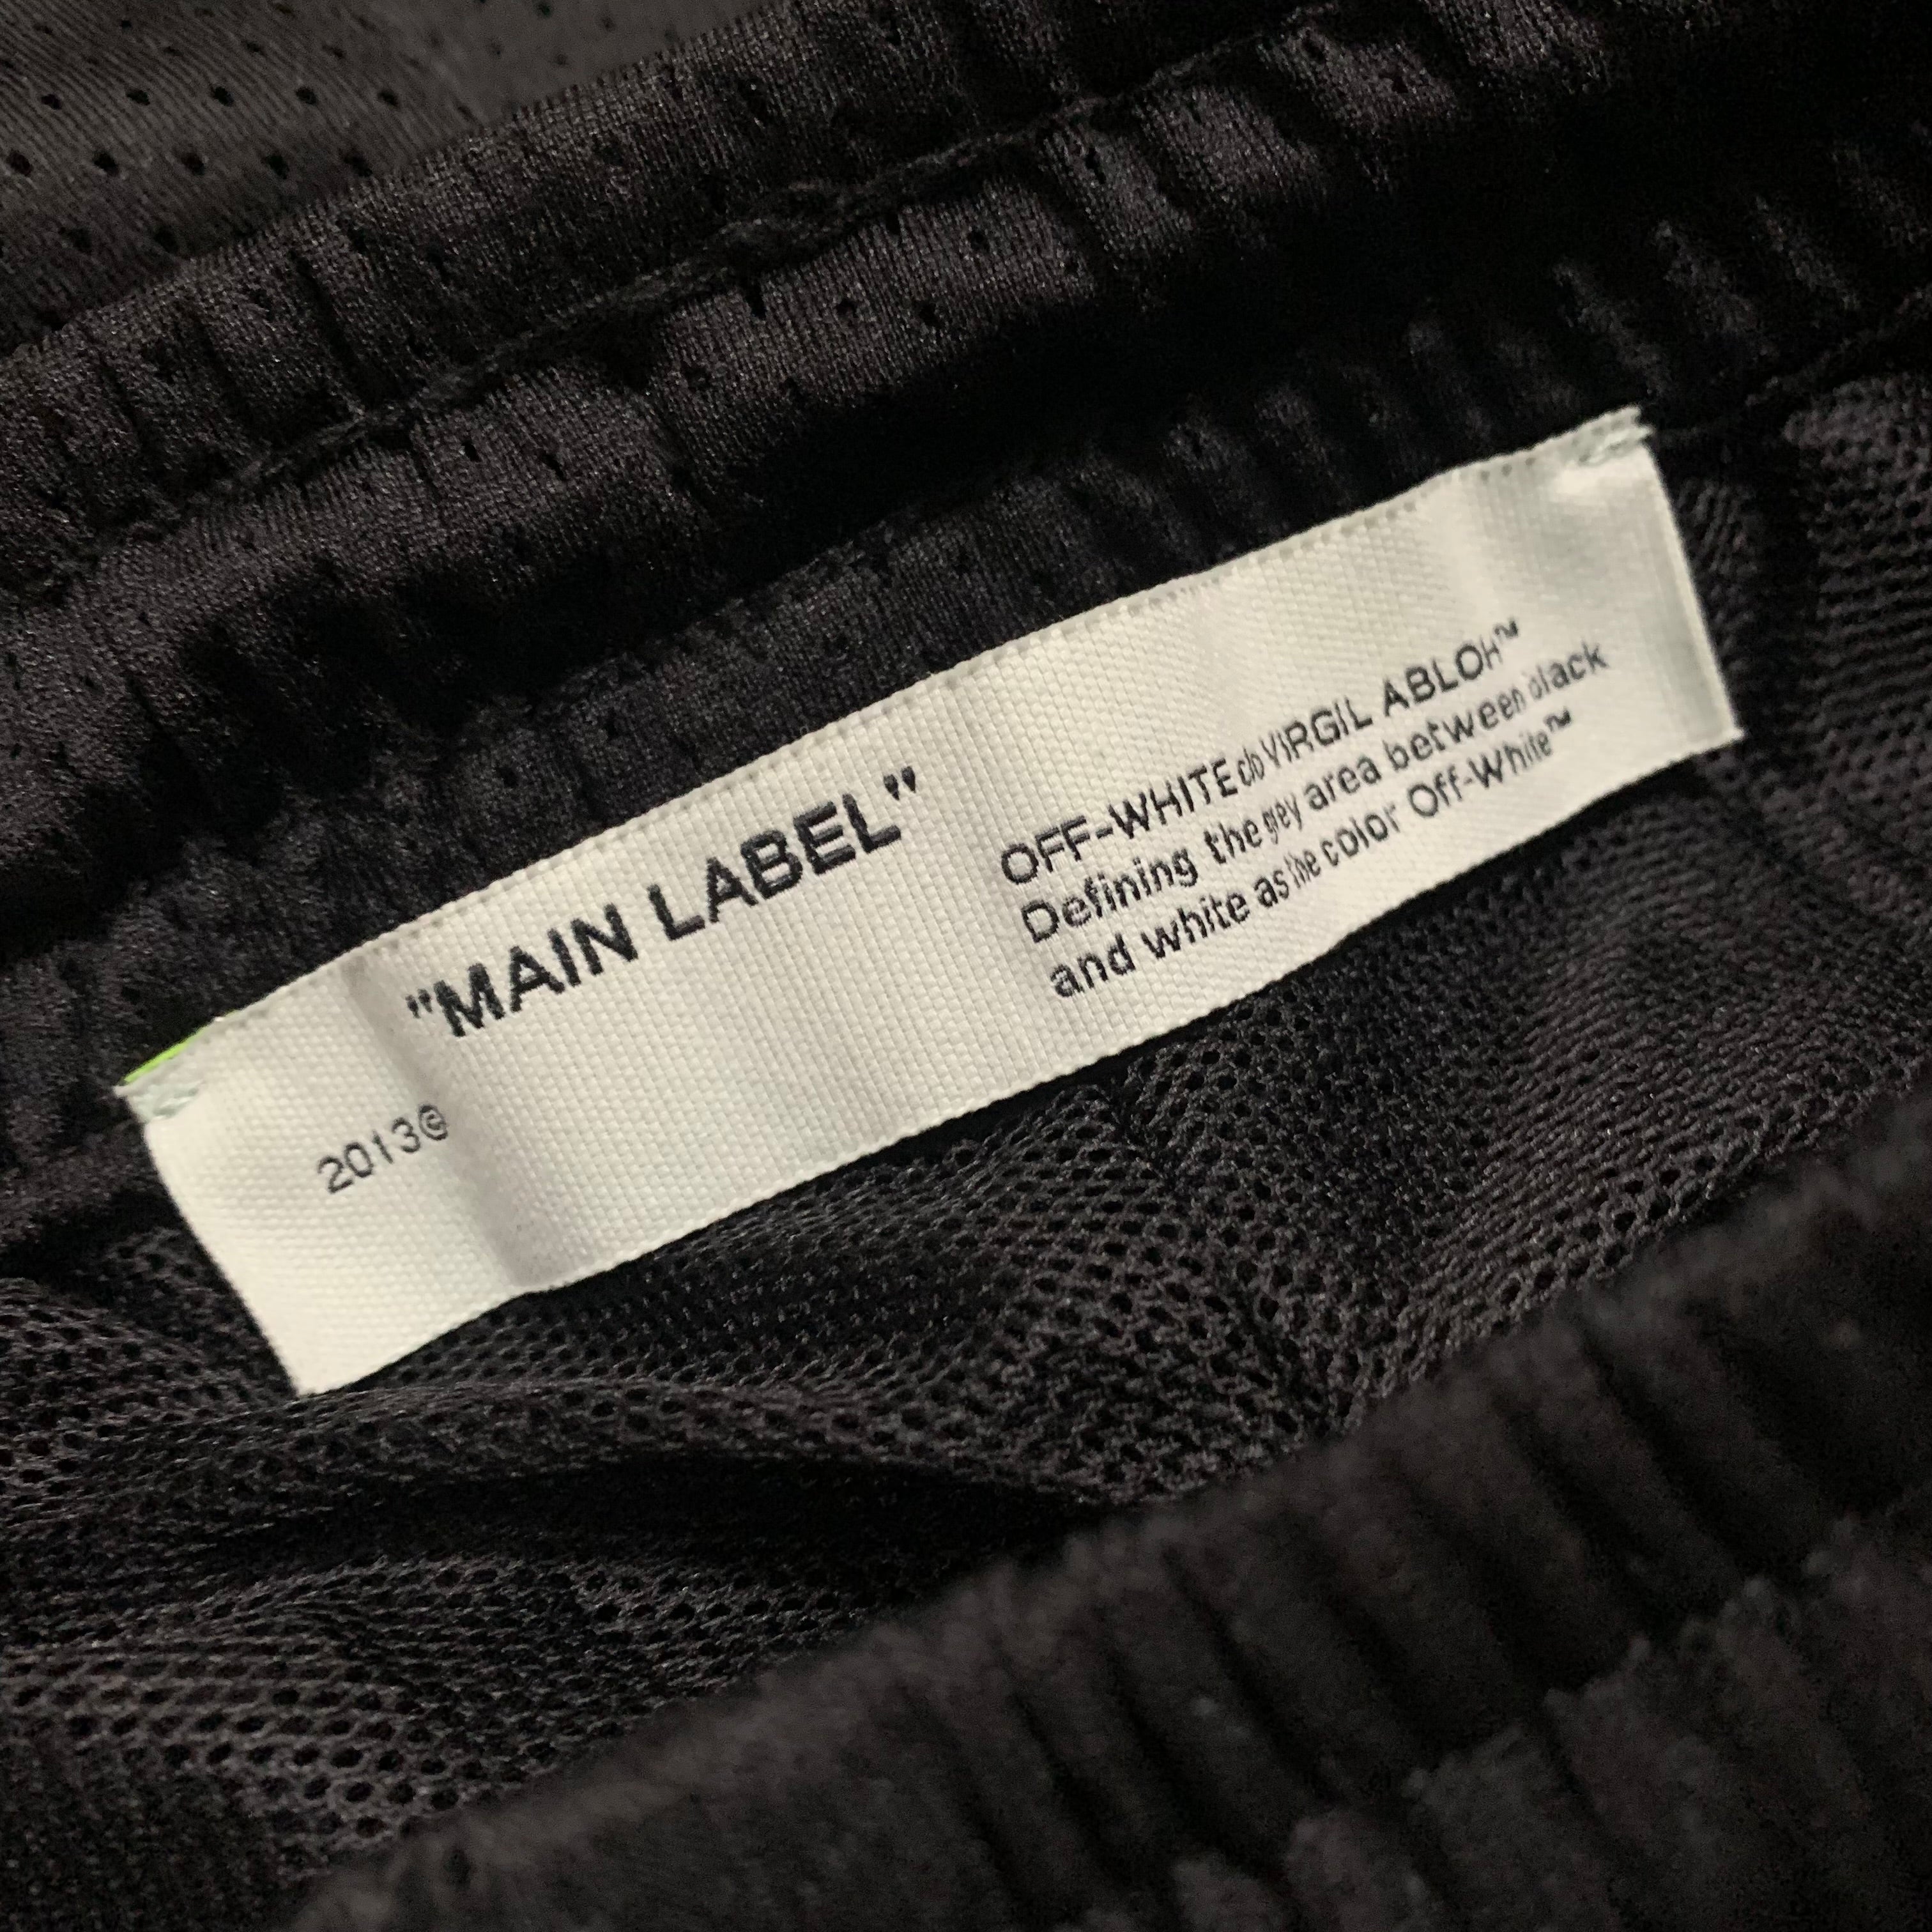 "MAIN LABEL"
2013©
OFF-WHITE c/o VIRGIL ABLOH™
Defining the grey area between black
and white as the color Off-White™